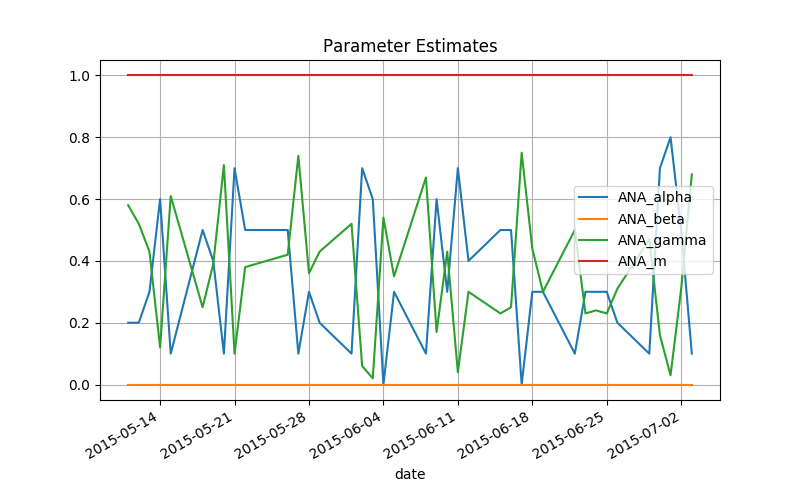 Parameter Estimates
1.0
0.8
0.6
0.4
0.2
0.0
ANA_alpha
ANA_beta
ANA_gamma
ANA_m
2015-05-14
2015-05-21
2015-05-28
2015-06-04
2015-06-11
2015-06-18
2015-06-25
2015-07-02
date